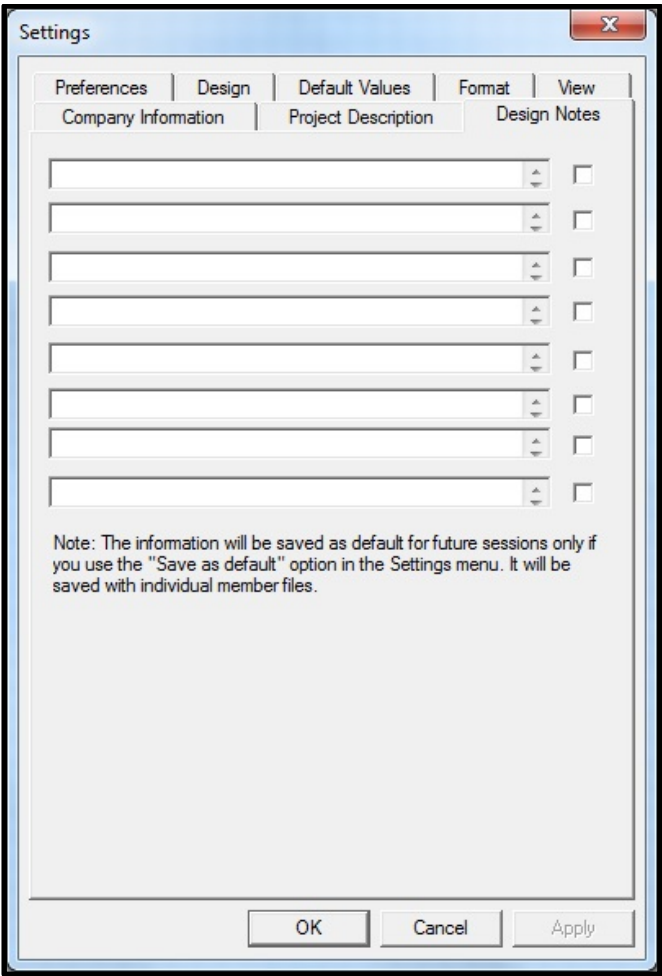 Settings
Preferences Design Default Values Format View
Company Information Project Description Design Notes
Note: The information will be saved as default for future sessions only if
you use the "Save as default" option in the Settings menu. It will be
saved with individual member files.
OK Cancel Apply